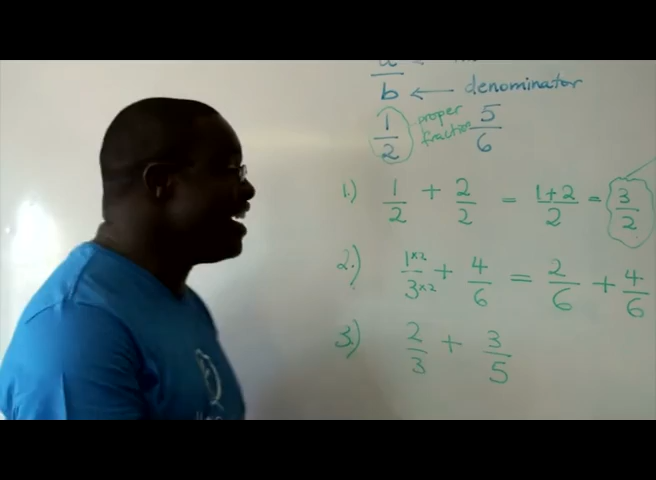 b ← denominator
1/2 proper fraction 5/6
1.) 1/2 + 2/2 = 1+2/2 = 3/2
2.) 1×2/3×2 + 4/6 = 2/6 + 4/6
3.) 2/3 + 3/5